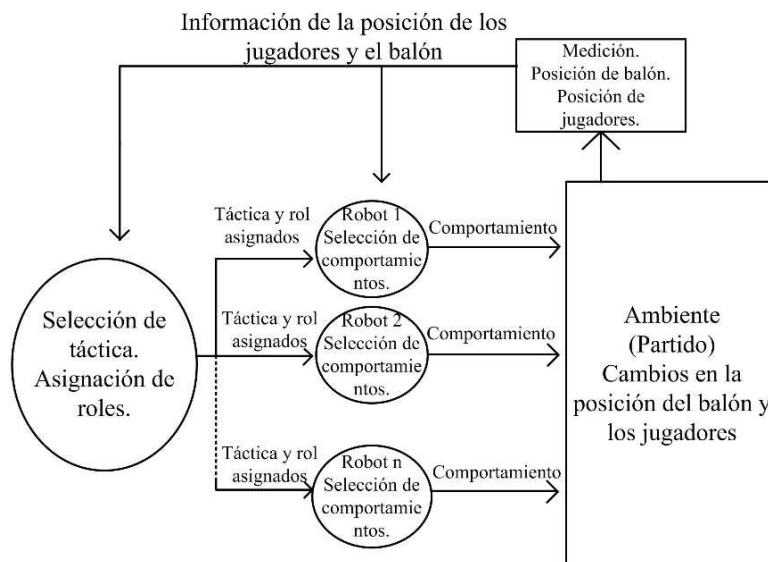 Información de la posición de los
jugadores y el balón
Medición.
Posición de balón.
Posición de
jugadores.
Táctica y rol
asignados
Robot 1
Selección de
comportamie
ntos.
Comportamiento
Selección de
táctica.
Asignación de
roles.
Táctica y rol
asignados
Robot 2
Selección de
comportamie
ntos.
Comportamiento
Ambiente
(Partido)
Cambios en la
posición del balón y
los jugadores
Táctica y rol
asignados
Robot n
Selección de
comportamie
ntos.
Comportamiento